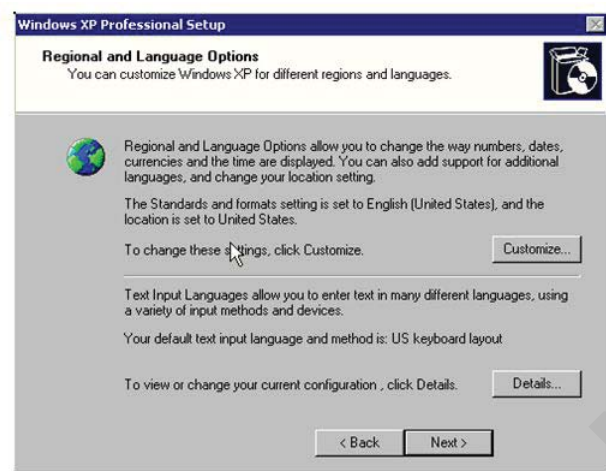 Windows XP Professional Setup
Regional and Language Options
You can customize Windows XP for different regions and languages.
Regional and Language Options allow you to change the way numbers, dates,
currencies and the time are displayed. You can also add support for additional
languages, and change your location setting.
The Standards and formats setting is set to English (United States), and the
location is set to United States.
To change these settings, click Customize.
Customize...
Text Input Languages allow you to enter text in many different languages, using
a variety of input methods and devices.
Your default text input language and method is: US keyboard layout
To view or change your current configuration , click Details.
Details...
< Back
Next >